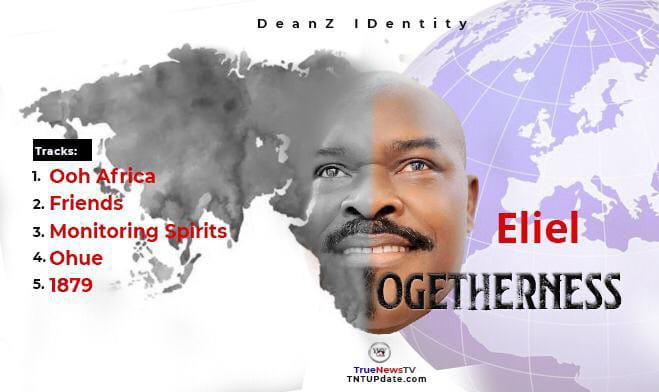 DeanZ IDentity
Tracks:
1. Ooh Africa
2. Friends
3. Monitoring Spirits
4. Ohue
5. 1879
Eliel
TOGETHERNESS
TrueNewsTV
TNTUPdate.com